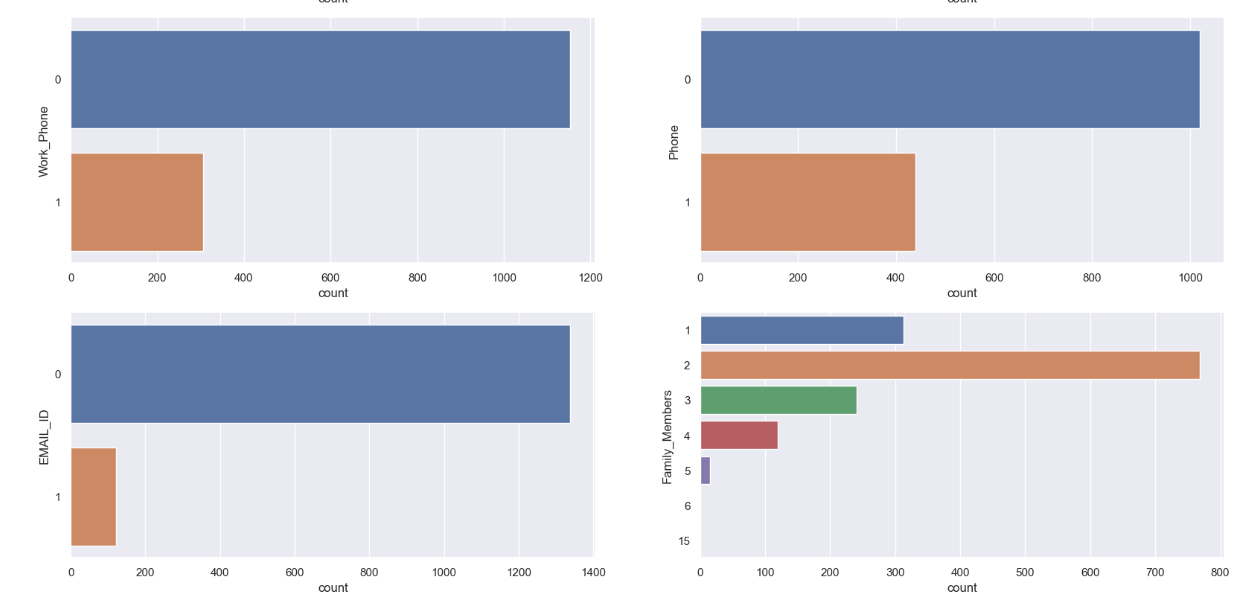 count count
0
1
Work_Phone
0 200 400 600 800 1000 1200
count
0
1
Phone
0 200 400 600 800 1000
count
0
1
EMAIL_ID
0 200 400 600 800 1000 1200 1400
count
1
2
3
4
5
6
15
Family_Members
0 100 200 300 400 500 600 700 800
count